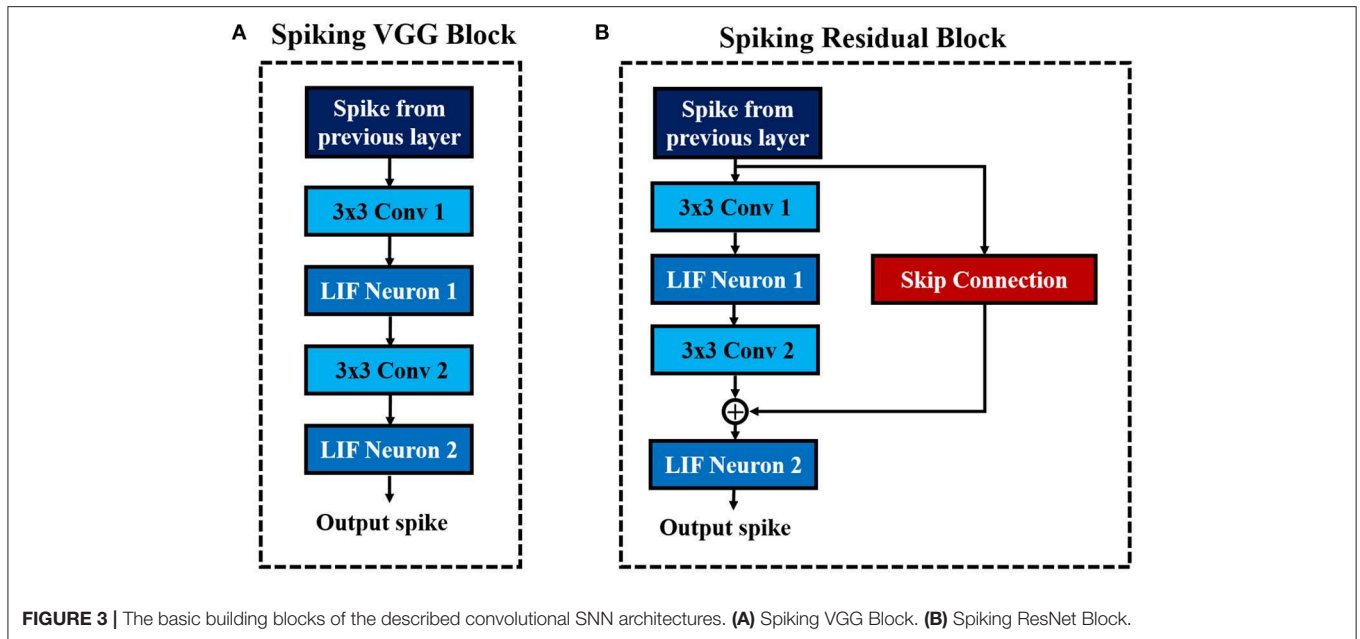 A
Spiking VGG Block
Spike from
previous layer
3x3 Conv 1
LIF Neuron 1
3x3 Conv 2
LIF Neuron 2
Output spike
B
Spiking Residual Block
Spike from
previous layer
3x3 Conv 1
LIF Neuron 1
Skip Connection
3x3 Conv 2
LIF Neuron 2
Output spike
FIGURE 3 | The basic building blocks of the described convolutional SNN architectures. (A) Spiking VGG Block. (B) Spiking ResNet Block.